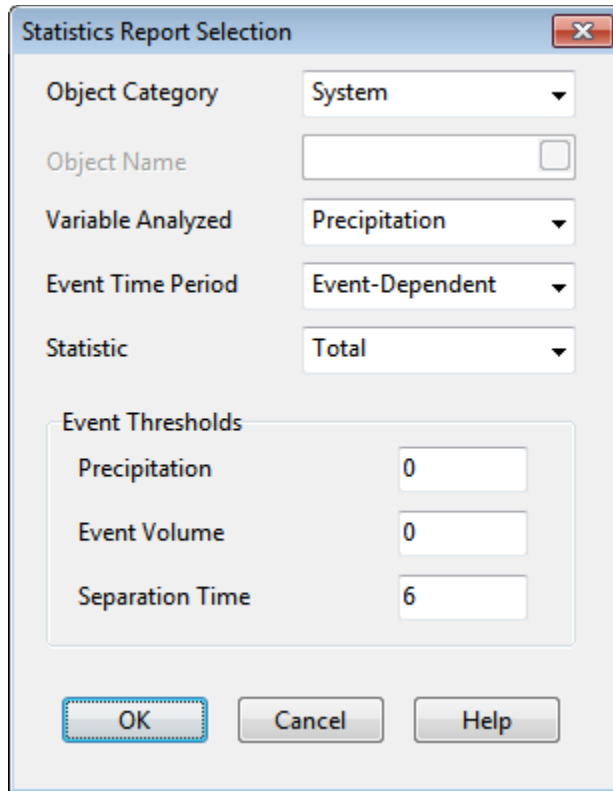 Statistics Report Selection
Object Category System
Object Name
Variable Analyzed Precipitation
Event Time Period Event-Dependent
Statistic Total
Event Thresholds
Precipitation 0
Event Volume 0
Separation Time 6
OK Cancel Help